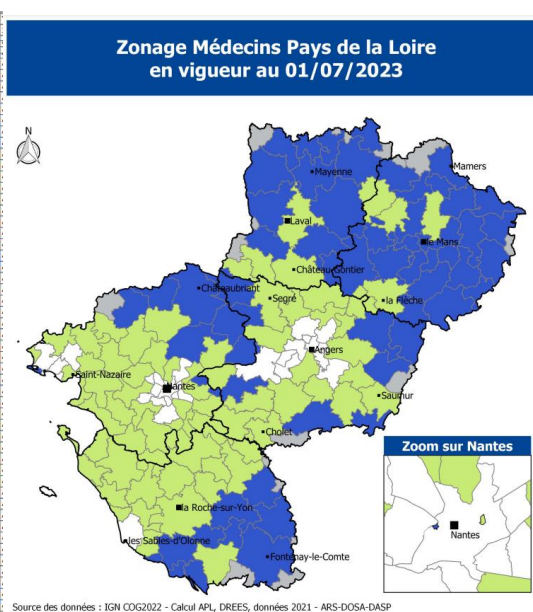 Zonage Médecins Pays de la Loire
en vigueur au 01/07/2023
N
Mamers
Mayenne
Laval
le Mans
Château-Gontier
Châteaubriant
Segré
la Flèche
Angers
Saint-Nazaire
Nantes
Saumur
Cholet
Zoom sur Nantes
la Roche-sur-Yon
Nantes
les Sables-d'Olonne
Fontenay-le-Comte
Source des données : IGN COG2022 - Calcul APL, DREES, données 2021 - ARS-DOSA-DASP